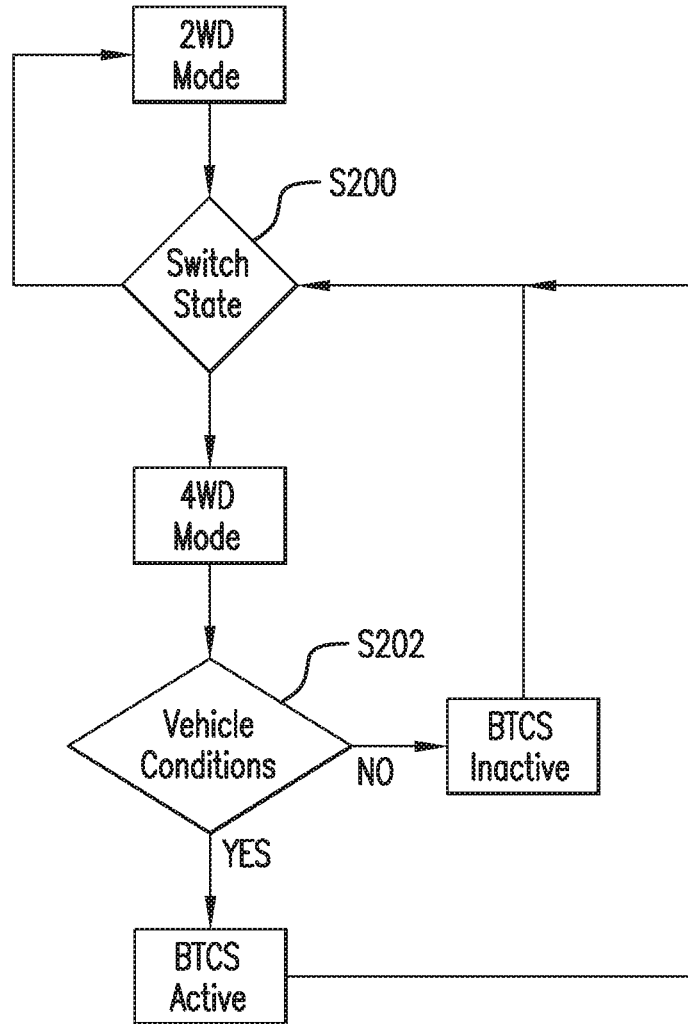 2WD
Mode
S200
Switch
State
4WD
Mode
S202
Vehicle
Conditions
NO
BTCS
Inactive
YES
BTCS
Active